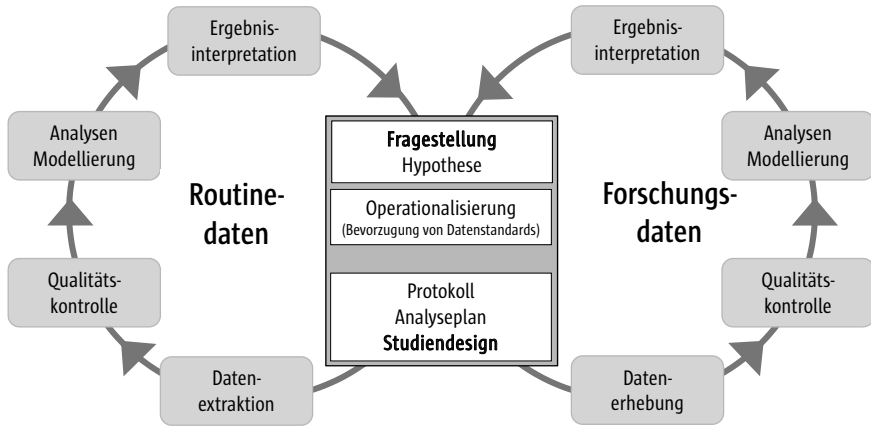 Ergebnis-
interpretation
Analysen
Modellierung
Routine-
daten
Qualitäts-
kontrolle
Daten-
extraktion
Fragestellung
Hypothese
Operationalisierung
(Bevorzugung von Datenstandards)
Protokoll
Analyseplan
Studiendesign
Ergebnis-
interpretation
Analysen
Modellierung
Forschungs-
daten
Qualitäts-
kontrolle
Daten-
erhebung